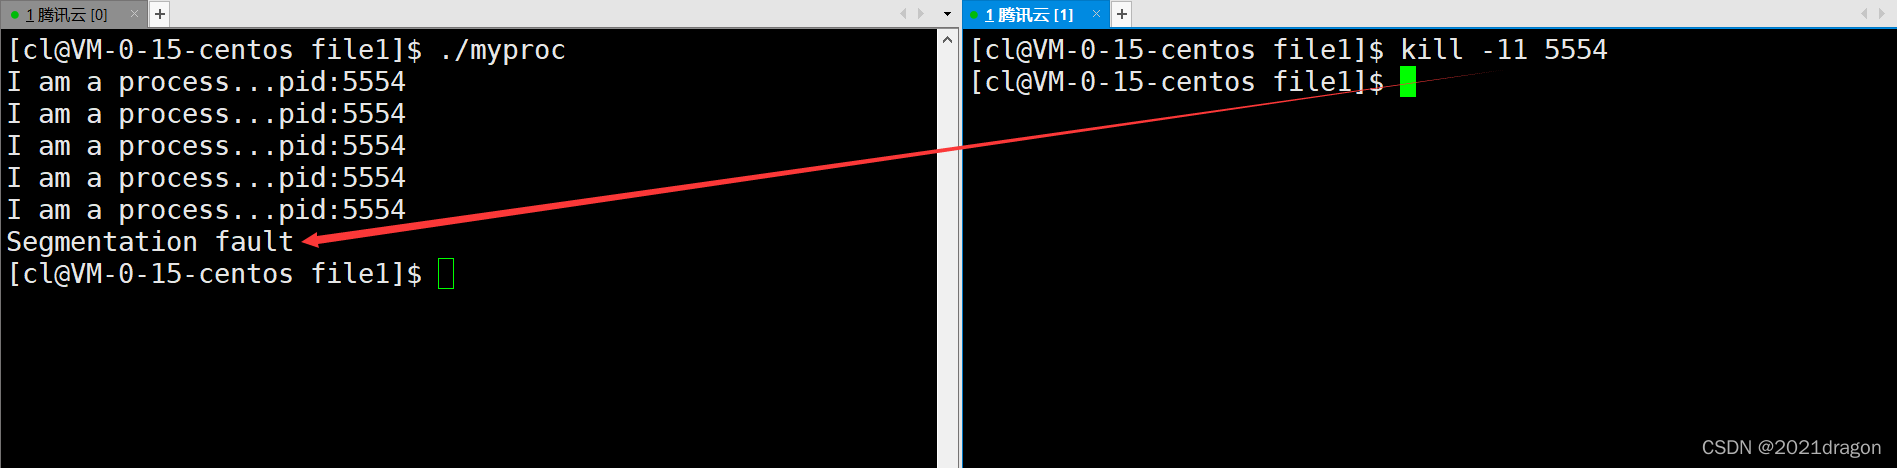 1 腾讯云 [0]
[cl@VM-0-15-centos file1]$ ./myproc
I am a process...pid:5554
I am a process...pid:5554
I am a process...pid:5554
I am a process...pid:5554
I am a process...pid:5554
Segmentation fault
[cl@VM-0-15-centos file1]$
1 腾讯云 [1]
[cl@VM-0-15-centos file1]$ kill -11 5554
[cl@VM-0-15-centos file1]$
CSDN @2021dragon